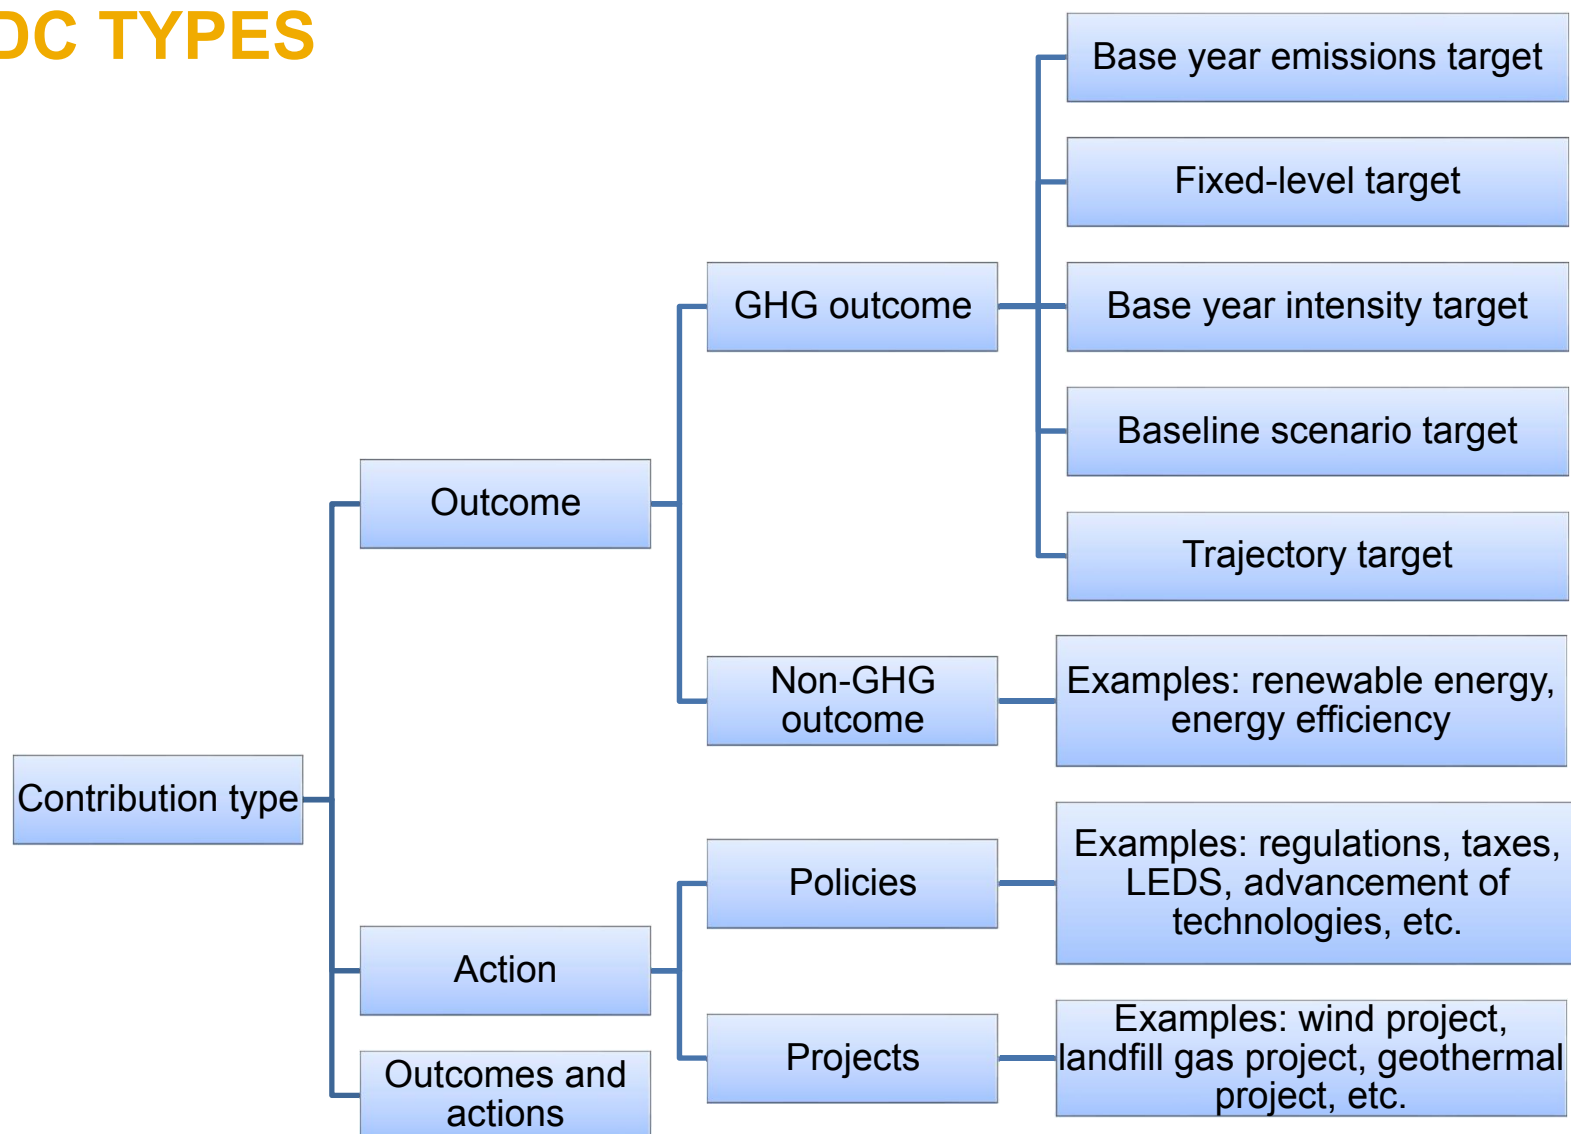 DC TYPES
Base year emissions target
Fixed-level target
GHG outcome
Base year intensity target
Baseline scenario target
Outcome
Trajectory target
Non-GHG
outcome
Examples: renewable energy,
energy efficiency
Contribution type
Policies
Examples: regulations, taxes,
LEDS, advancement of
technologies, etc.
Action
Projects
Examples: wind project,
landfill gas project, geothermal
project, etc.
Outcomes and
actions